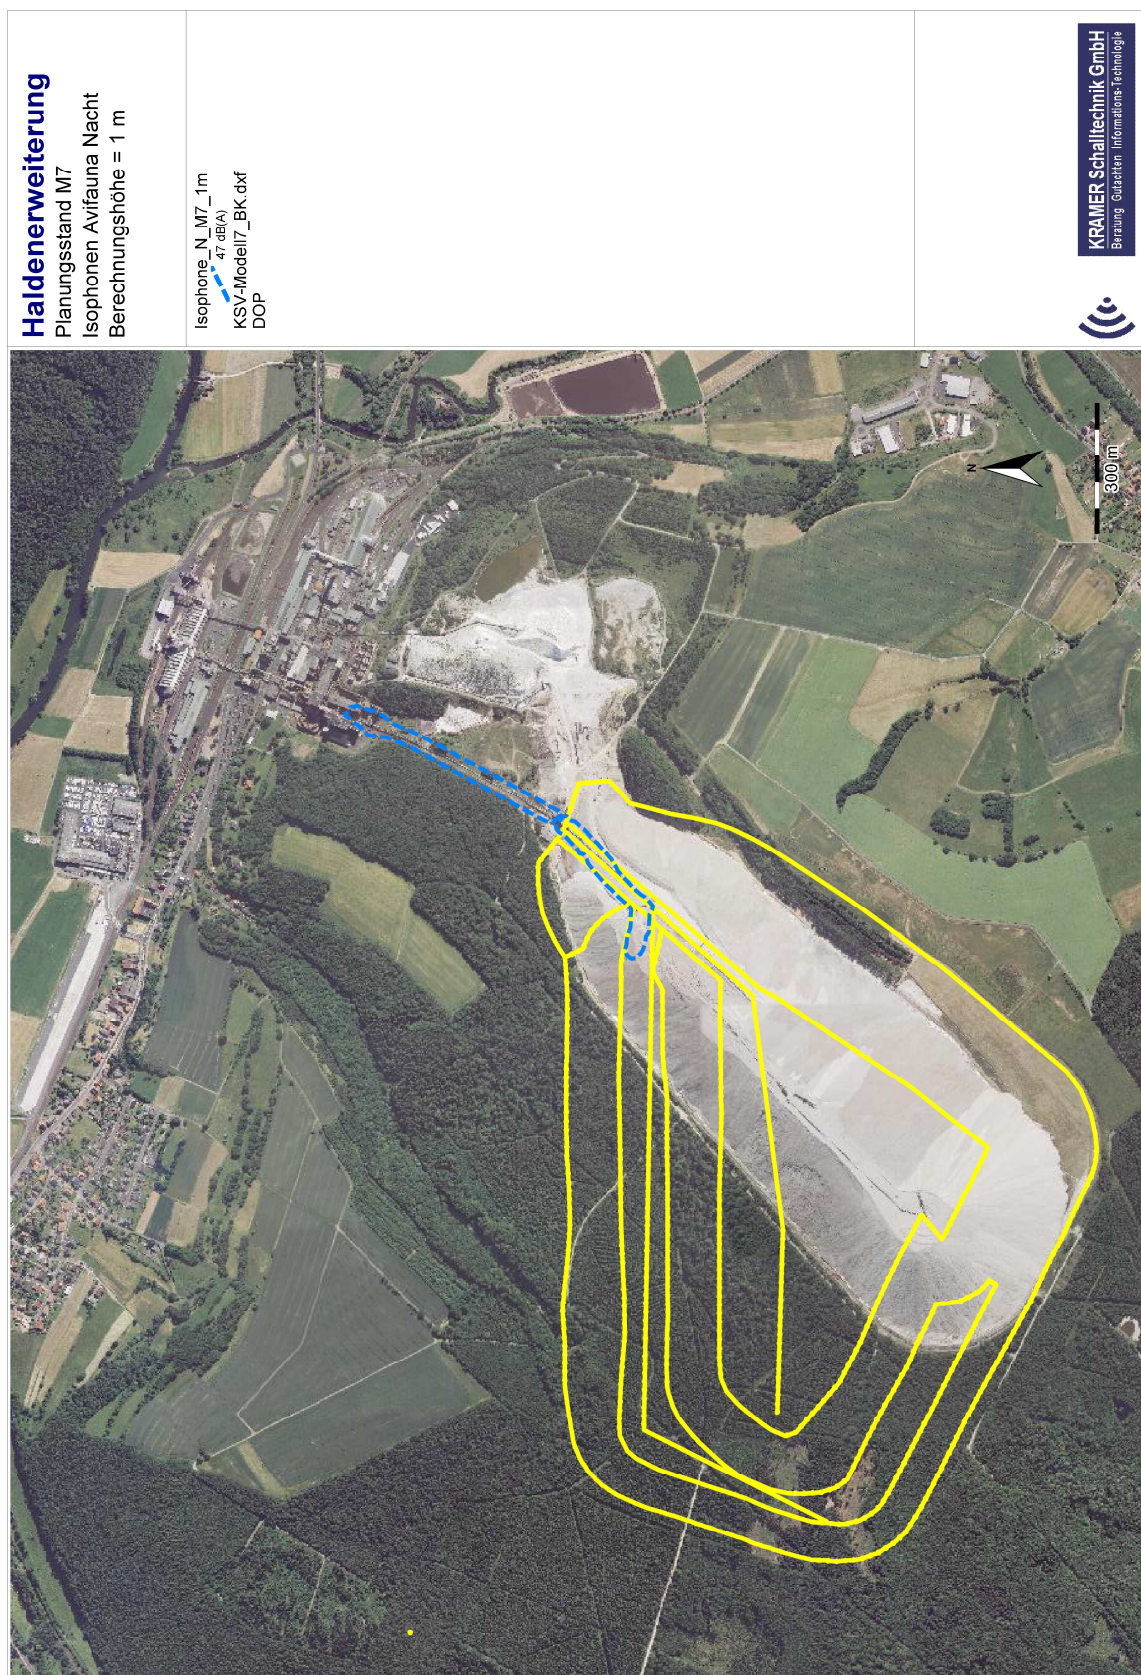 Haldenerweiterung
Planungsstand M7
Isophonen Avifauna Nacht
Berechnungshöhe = 1 m
Isophone_N_M7_1m
47 dB(A)
KSV-Modell7_BK.dxf
DOP
KRAMER Schalltechnik GmbH
Beratung Gutachten Informations-Technologie
N
300 m